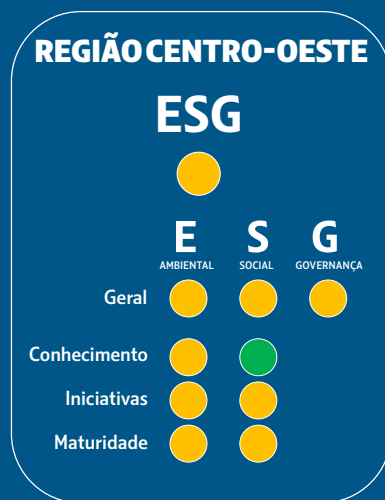 REGIÃO CENTRO-OESTE
ESG
E S G
AMBIENTAL SOCIAL GOVERNANÇA
Geral
Conhecimento
Iniciativas
Maturidade